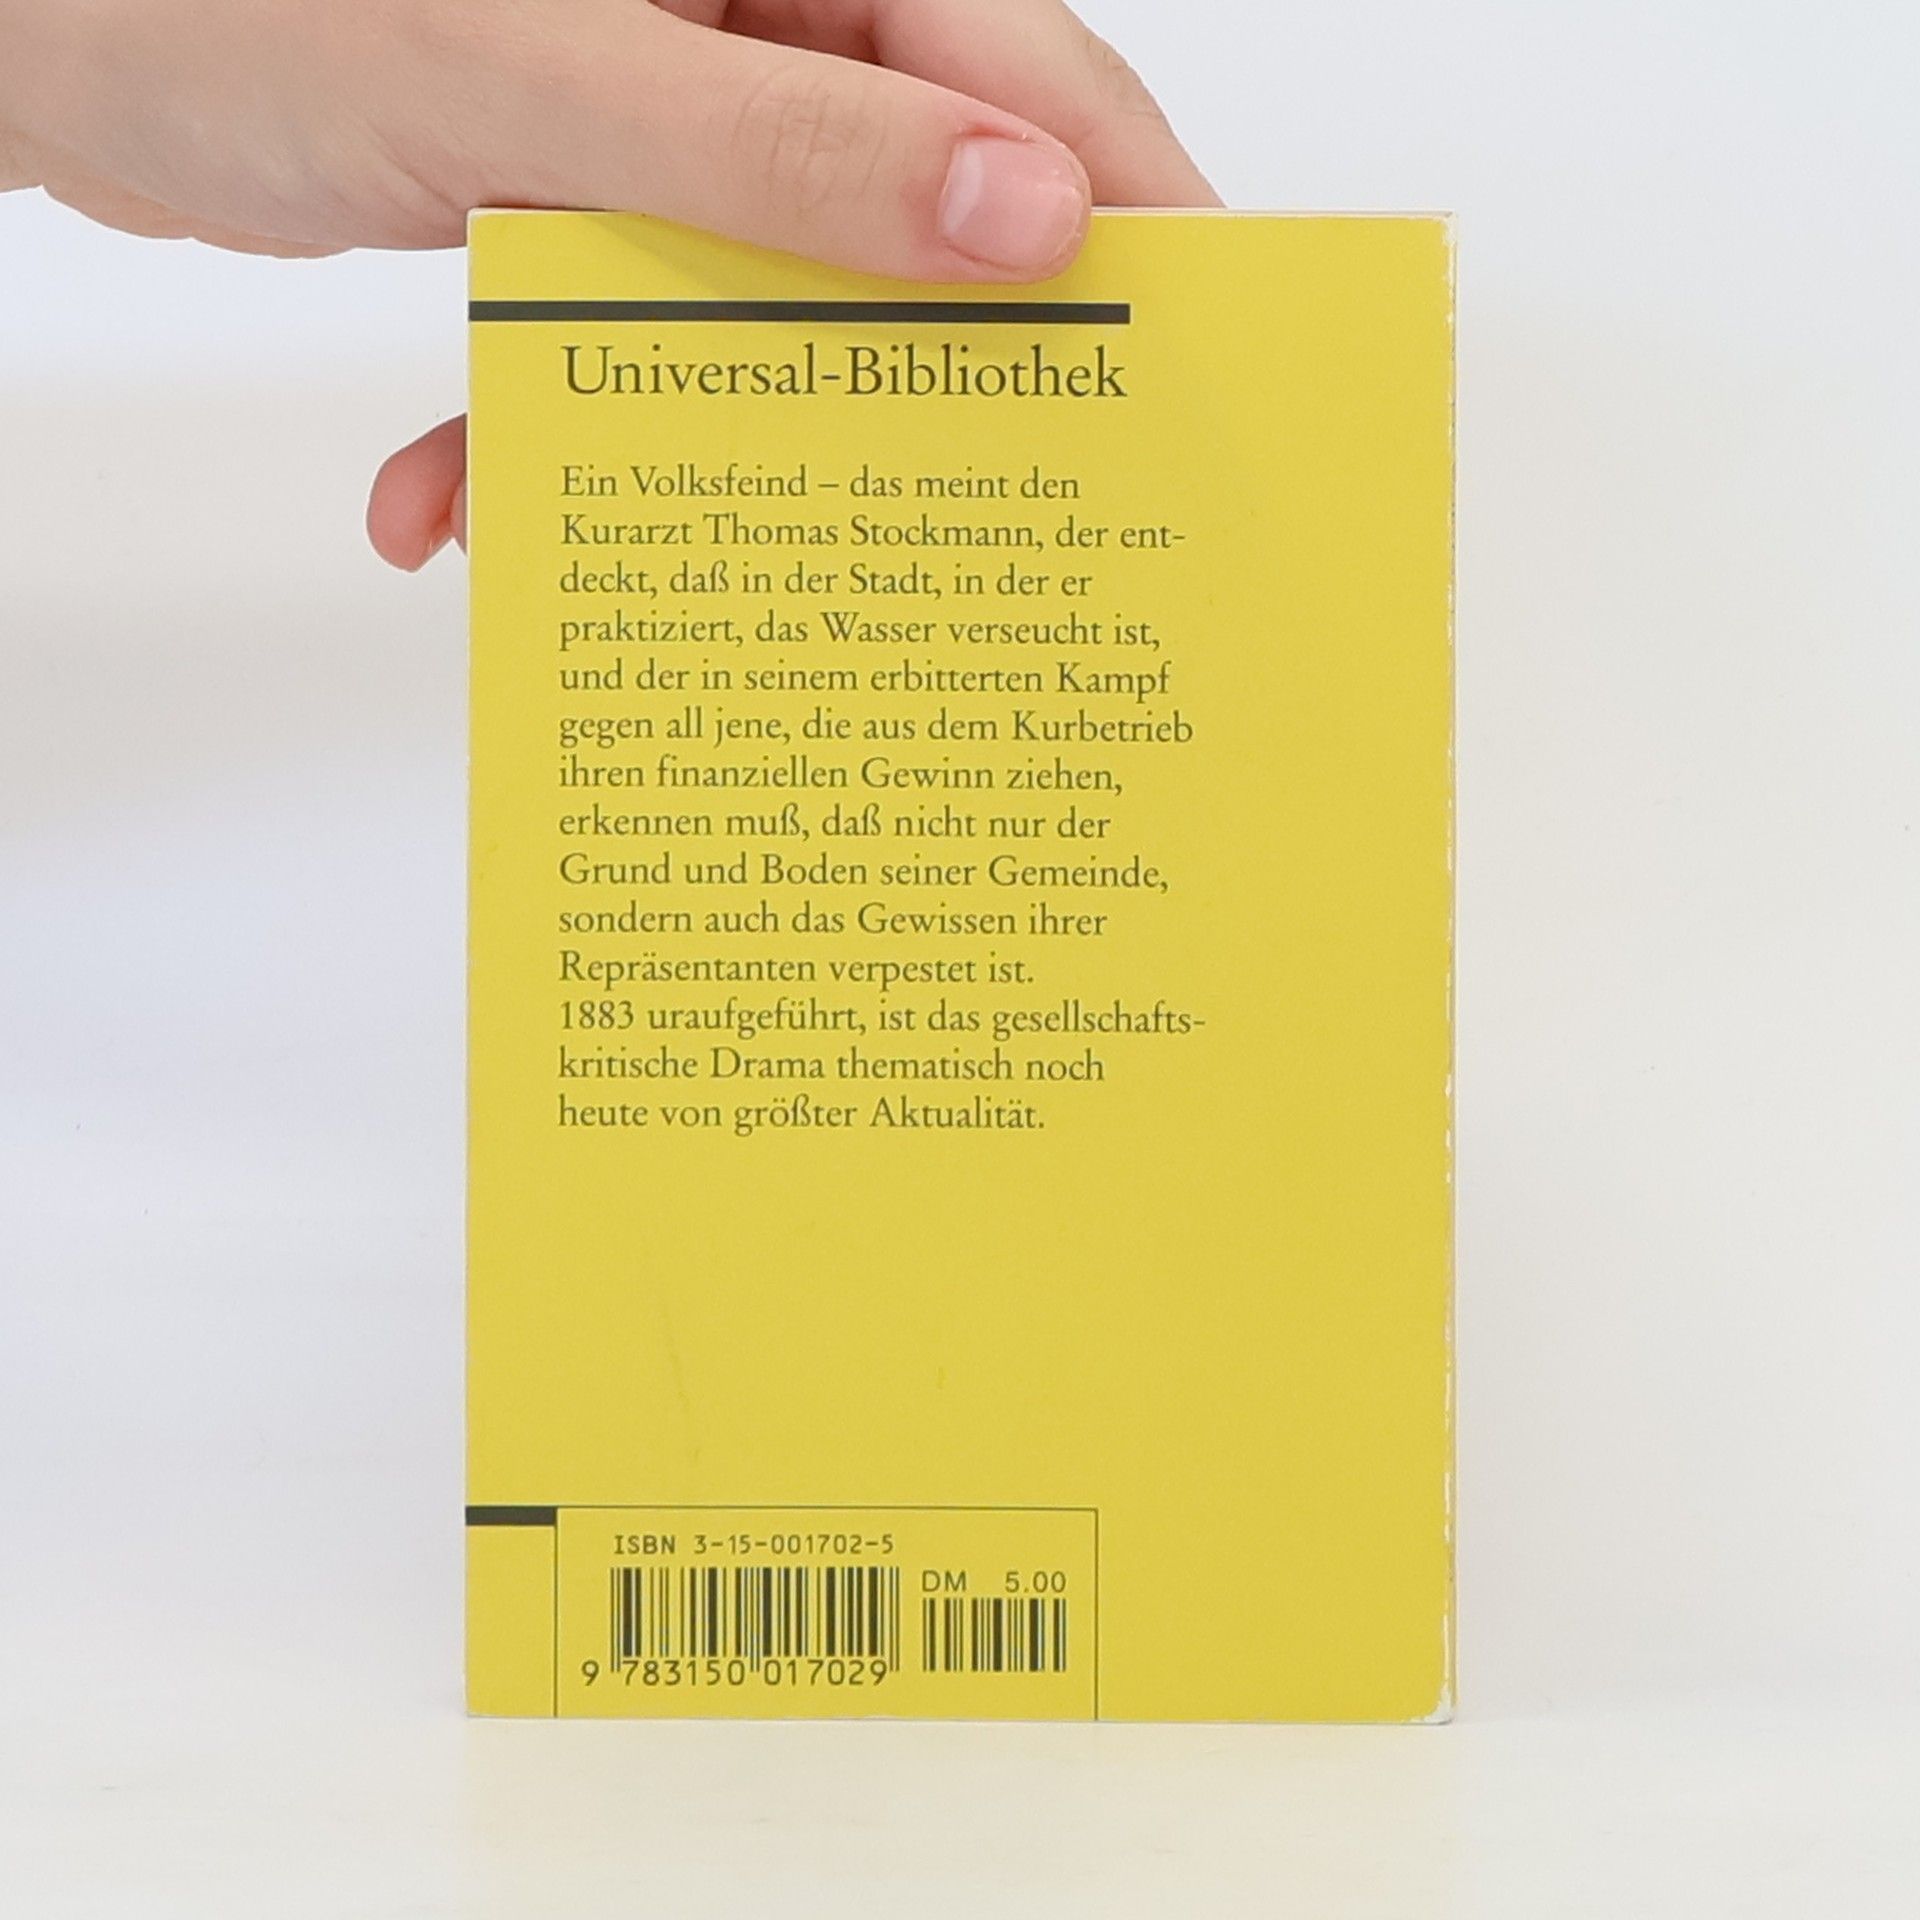 Universal-Bibliothek
Ein Volksfeind – das meint den
Kurarzt Thomas Stockmann, der ent-
deckt, daß in der Stadt, in der er
praktiziert, das Wasser verseucht ist,
und der in seinem erbitterten Kampf
gegen all jene, die aus dem Kurbetrieb
ihren finanziellen Gewinn ziehen,
erkennen muß, daß nicht nur der
Grund und Boden seiner Gemeinde,
sondern auch das Gewissen ihrer
Repräsentanten verpestet ist.
1883 uraufgeführt, ist das gesellschafts-
kritische Drama thematisch noch
heute von größter Aktualität.
ISBN 3-15-001702-5
DM 5.00
9 783150 017029